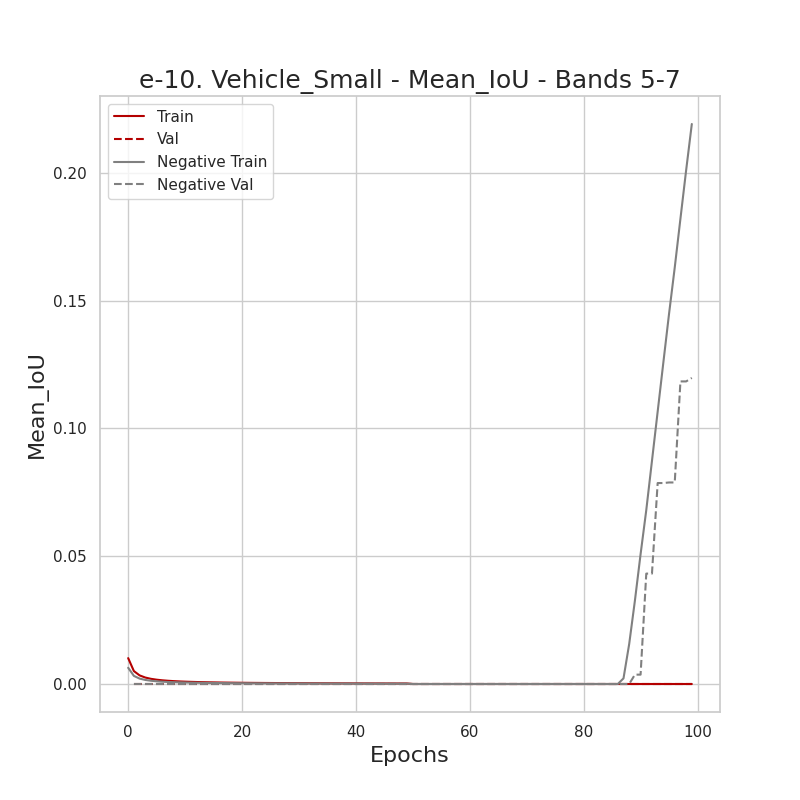 e-10. Vehicle_Small - Mean_IoU - Bands 5-7
Train
Val
Negative Train
Negative Val
Mean_IoU
0.20
0.15
0.10
0.05
0.00
0 20 40 60 80 100
Epochs